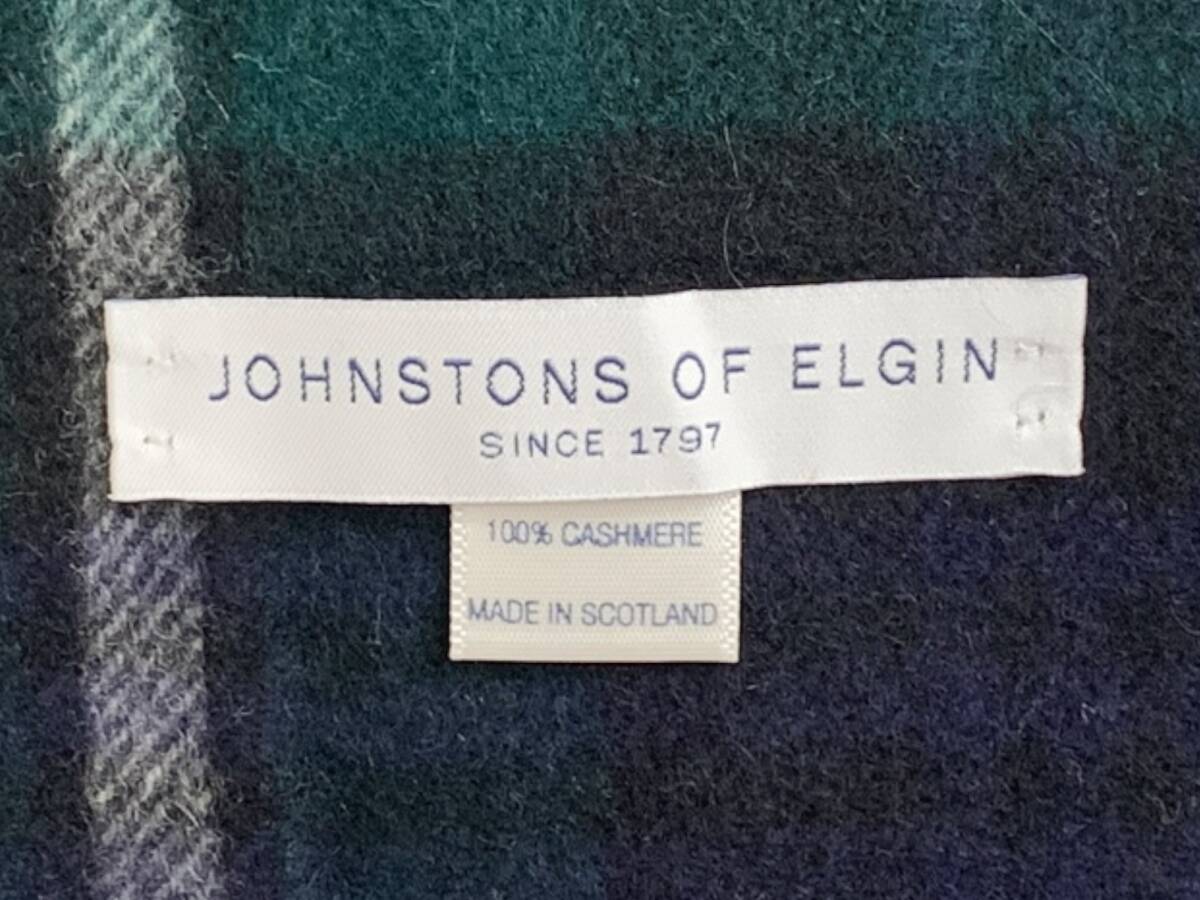 JOHNSTONS OF ELGIN
SINCE 1797
100% CASHMERE
MADE IN SCOTLAND